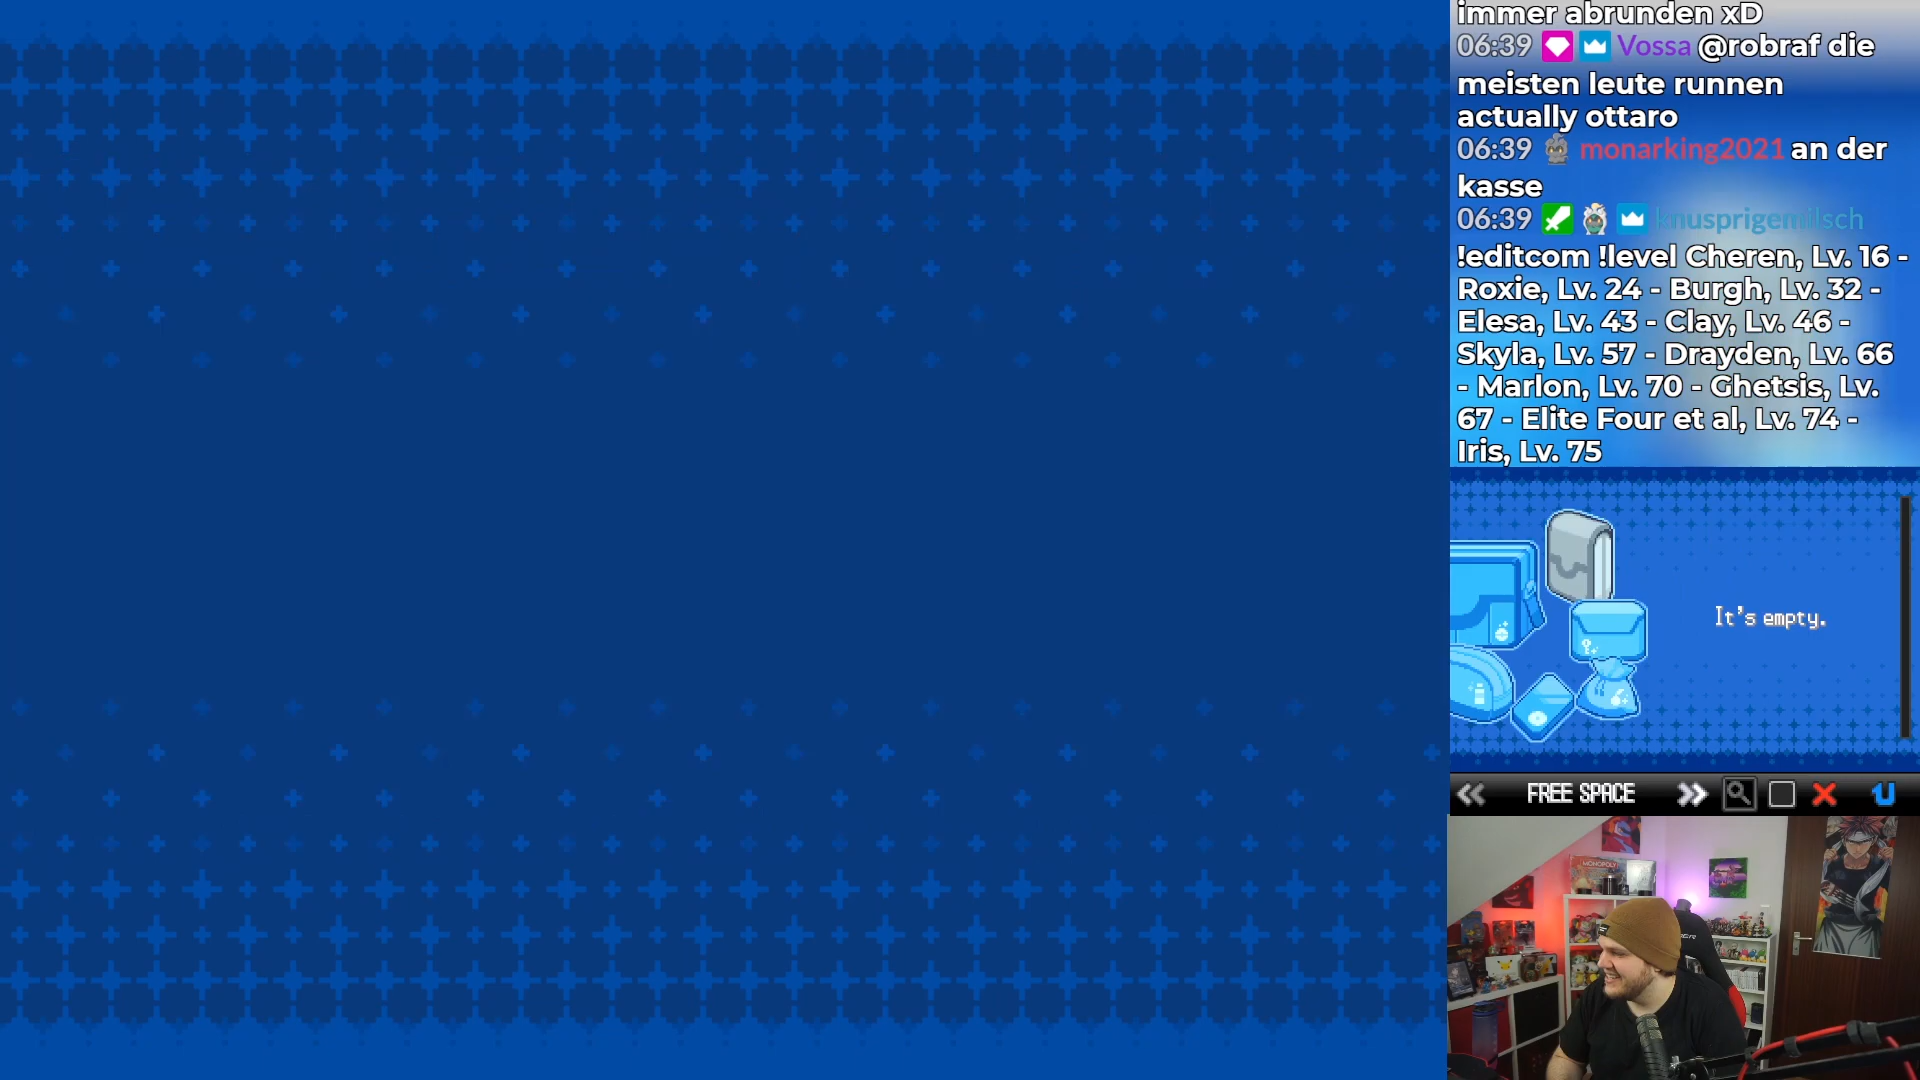 immer abrunden xD
06:39 Vossa @robraf die
meisten leute runnen
actually ottaro
06:39 monarking2021 an der
kasse
06:39 knusprigemilsch
!editcom !level Cheren, Lv. 16 -
Roxie, Lv. 24 - Burgh, Lv. 32 -
Elesa, Lv. 43 - Clay, Lv. 46 -
Skyla, Lv. 57 - Drayden, Lv. 66
- Marlon, Lv. 70 - Ghetsis, Lv.
67 - Elite Four et al, Lv. 74 -
Iris, Lv. 75
It's empty.
FREE SPACE
MONOPOLY